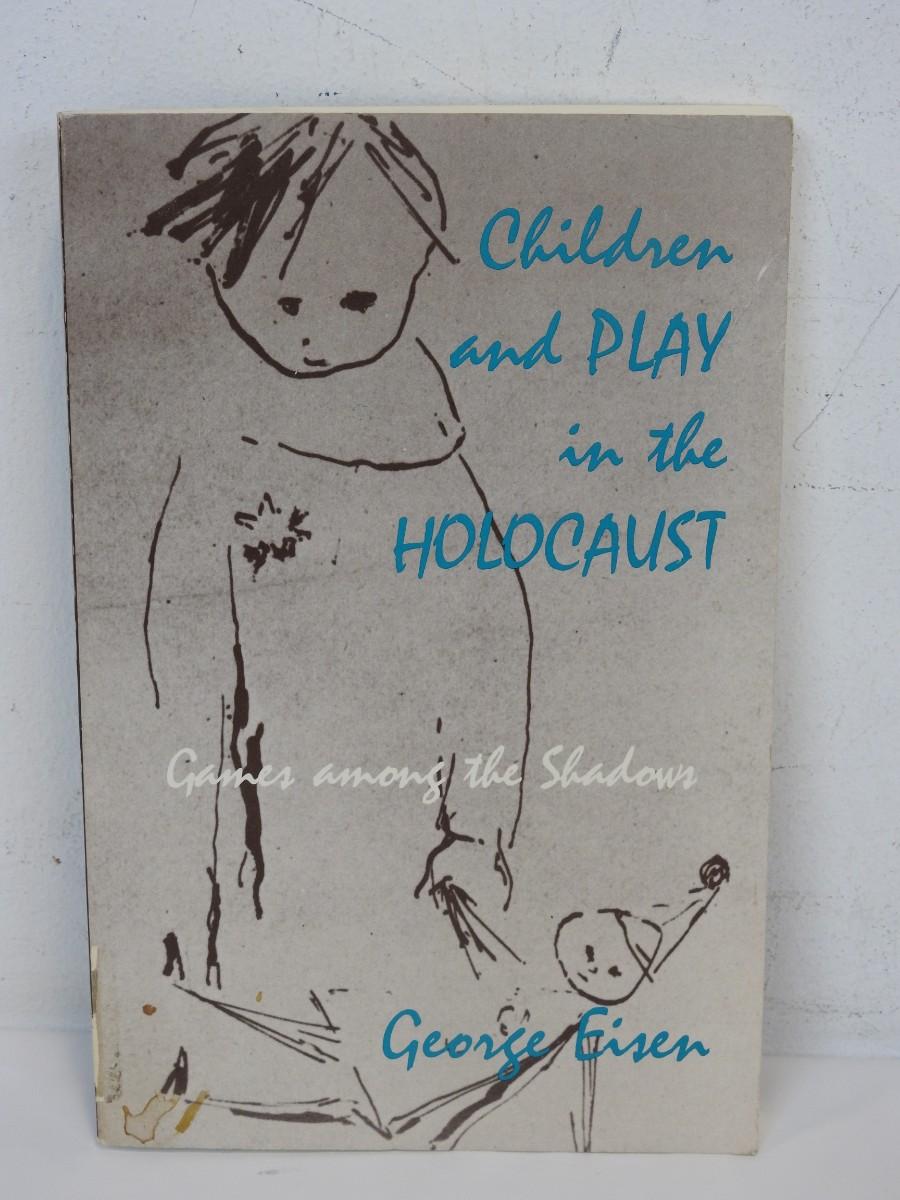 Children
and PLAY
in the
HOLOCAUST
Games among the Shadows
George Eisen